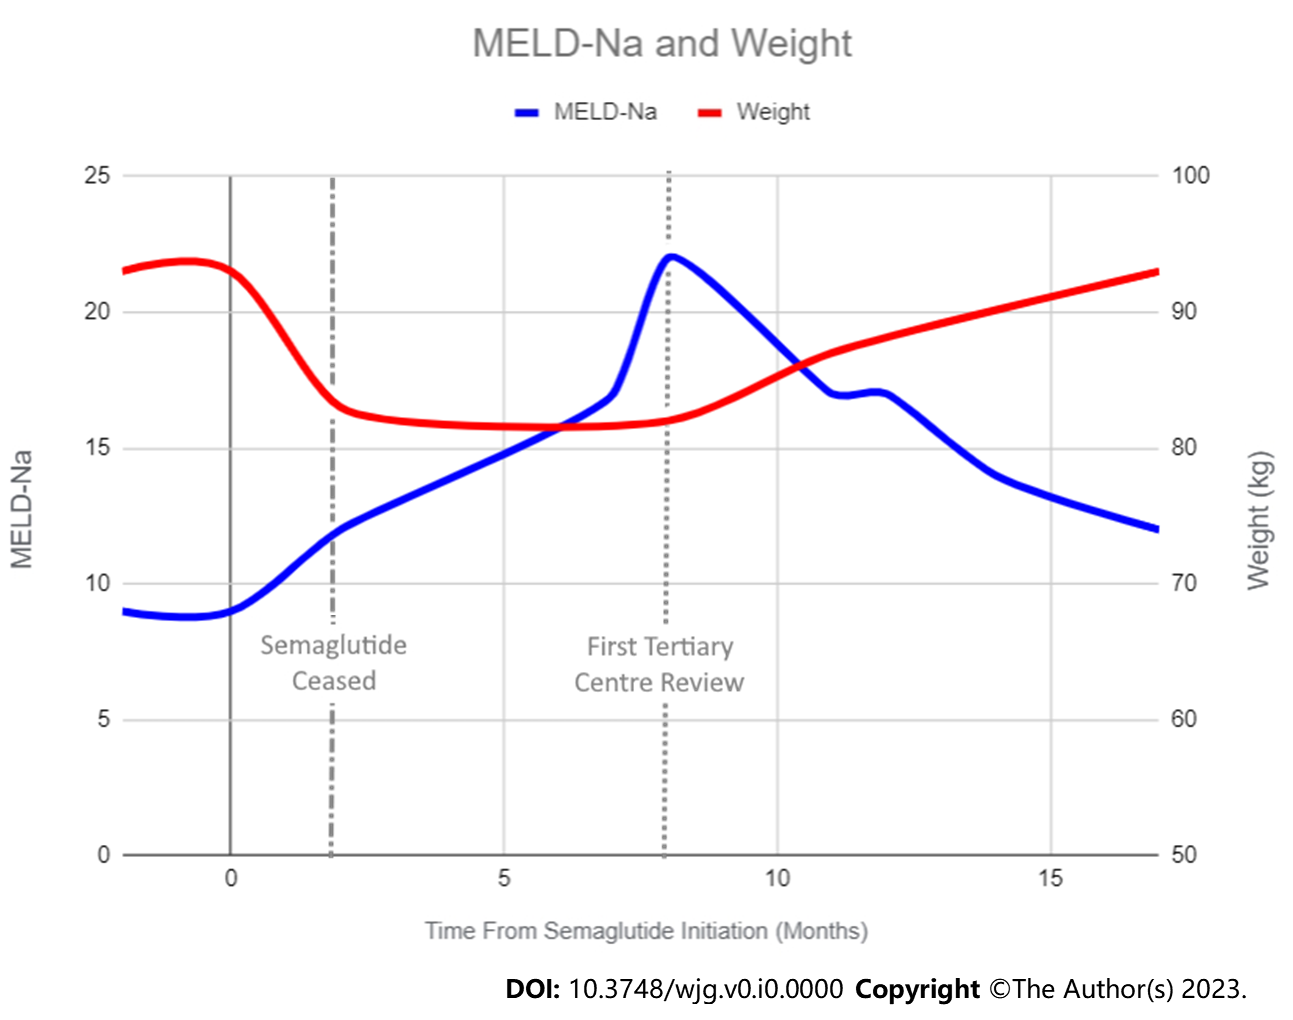 MELD-Na and Weight
MELD-Na Weight
25 100
20 90
15 80
10 70
5 60
0 50
MELD-Na
Weight (kg)
Semaglutide
Ceased
First Tertiary
Centre Review
0 5 10 15
Time From Semaglutide Initiation (Months)
DOI: 10.3748/wjg.v0.i0.0000 Copyright ©The Author(s) 2023.